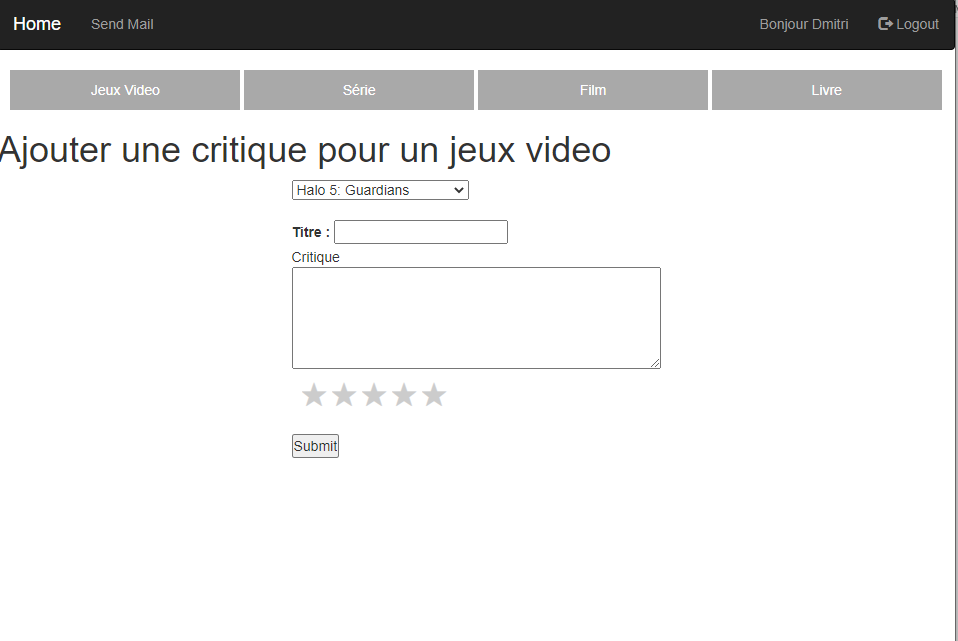 Home Send Mail Bonjour Dmitri Logout
Jeux Video Série Film Livre
Ajouter une critique pour un jeux video
Halo 5: Guardians
Titre :
Critique
Submit